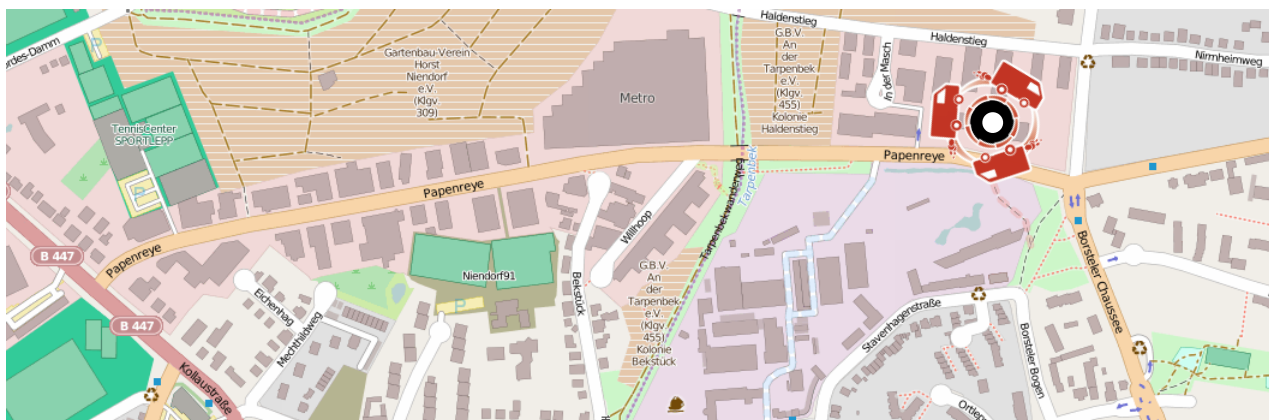 Haldenstieg
Haldenstieg
Nirnheimweg
Gartenbau-Verein
Horst
Niendorf
e.V.
(Klgv.
309)
G.B.V.
An
der
Tarpenbek
e.V.
(Klgv.
455)
Kolonie
Haldenstieg
In der Masch
Metro
TennisCenter
SPORTLEPP
P
P
Papenreye
Papenreye
Papenreye
Tarpenbek
Tarpenbekwanderweg
Willhoop
B 447
B 447
Kollaustraße
Eichenhag
Mechthildweg
Niendorf91
P
Bekstück
G.B.V.
An
der
Tarpenbek
e.V.
(Klgv.
455)
Kolonie
Bekstück
Stavenhagenstraße
Borsteler Bogen
Borsteler Chaussee